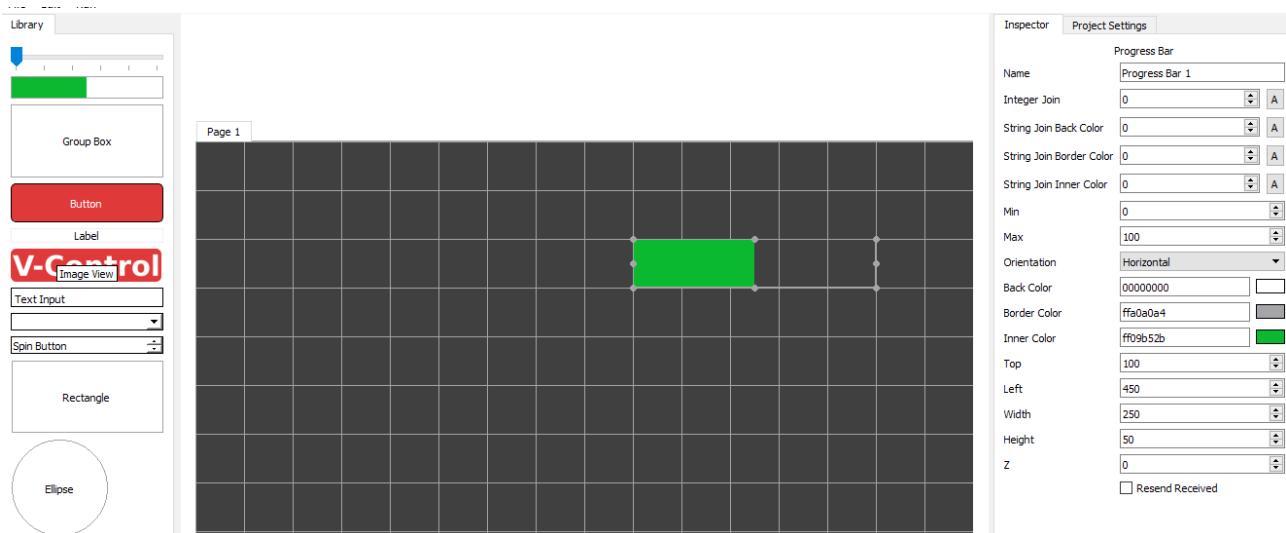 Library
Group Box
Button
Label
Image View
Text Input
Spin Button
Rectangle
Ellipse
Page 1
Inspector Project Settings
Progress Bar
Name Progress Bar 1
Integer Join 0 A
String Join Back Color 0 A
String Join Border Color 0 A
String Join Inner Color 0 A
Min 0
Max 100
Orientation Horizontal
Back Color 00000000
Border Color ffa0a0a4
Inner Color ff09b52b
Top 100
Left 450
Width 250
Height 50
Z 0
Resend Received